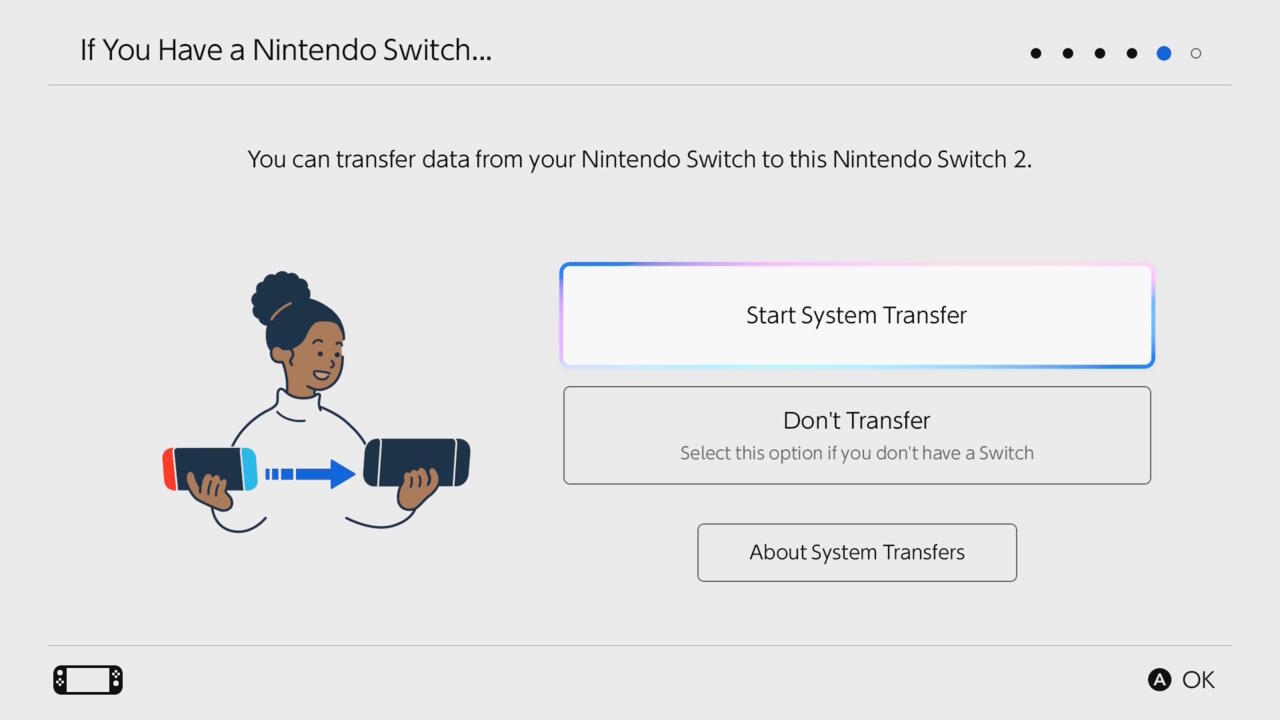 If You Have a Nintendo Switch...
You can transfer data from your Nintendo Switch to this Nintendo Switch 2.
Start System Transfer
Don't Transfer
Select this option if you don't have a Switch
About System Transfers
A OK